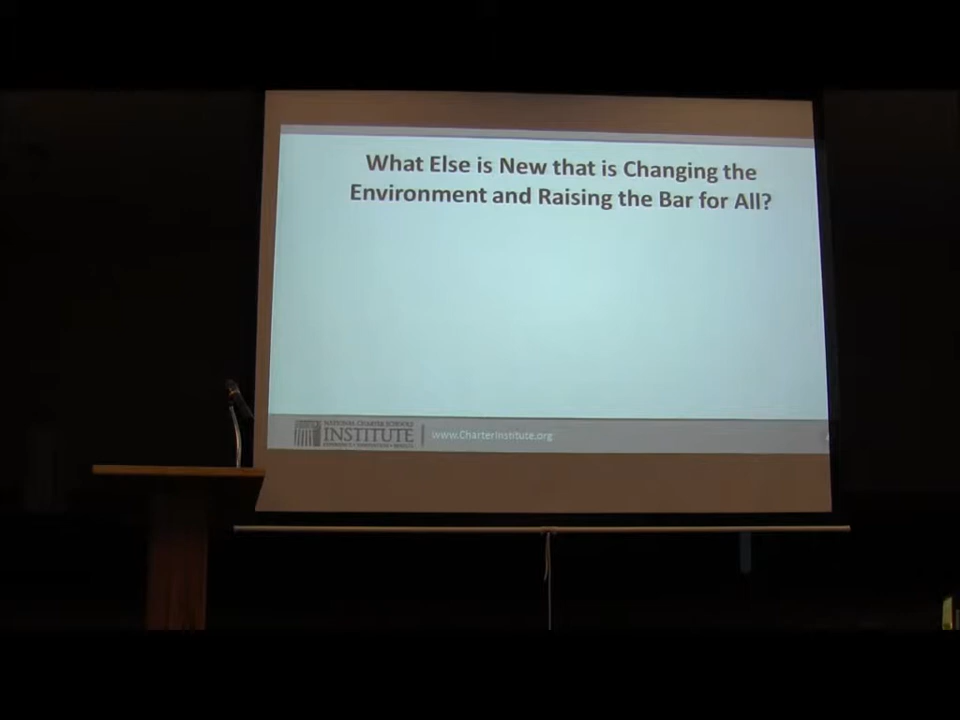 What Else is New that is Changing the
Environment and Raising the Bar for All?
NATIONAL CHARTER SCHOOLS
INSTITUTE
www.CharterInstitute.org